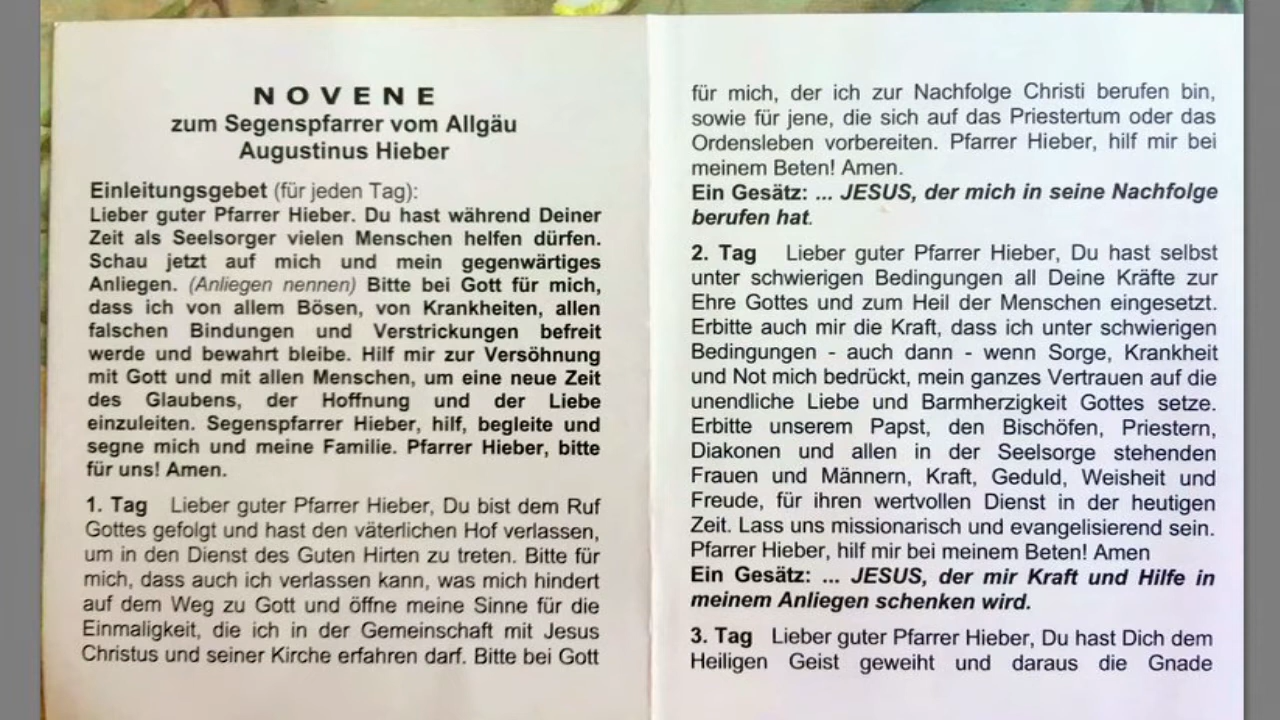 NOVENE
zum Segenspfarrer vom Allgäu
Augustinus Hieber
Einleitungsgebet (für jeden Tag):
Lieber guter Pfarrer Hieber. Du hast während Deiner
Zeit als Seelsorger vielen Menschen helfen dürfen.
Schau jetzt auf mich und mein gegenwärtiges
Anliegen. (Anliegen nennen) Bitte bei Gott für mich,
dass ich von allem Bösen, von Krankheiten, allen
falschen Bindungen und Verstrickungen befreit
werde und bewahrt bleibe. Hilf mir zur Versöhnung
mit Gott und mit allen Menschen, um eine neue Zeit
des Glaubens, der Hoffnung und der Liebe
einzuleiten. Segenspfarrer Hieber, hilf, begleite und
segne mich und meine Familie. Pfarrer Hieber, bitte
für uns! Amen.
1. Tag Lieber guter Pfarrer Hieber, Du bist dem Ruf
Gottes gefolgt und hast den väterlichen Hof verlassen,
um in den Dienst des Guten Hirten zu treten. Bitte für
mich, dass auch ich verlassen kann, was mich hindert
auf dem Weg zu Gott und öffne meine Sinne für die
Einmaligkeit, die ich in der Gemeinschaft mit Jesus
Christus und seiner Kirche erfahren darf. Bitte bei Gott
für mich, der ich zur Nachfolge Christi berufen bin,
sowie für jene, die sich auf das Priestertum oder das
Ordensleben vorbereiten. Pfarrer Hieber, hilf mir bei
meinem Beten! Amen.
Ein Gesätz: ... JESUS, der mich in seine Nachfolge
berufen hat.
2. Tag Lieber guter Pfarrer Hieber, Du hast selbst
unter schwierigen Bedingungen all Deine Kräfte zur
Ehre Gottes und zum Heil der Menschen eingesetzt.
Erbitte auch mir die Kraft, dass ich unter schwierigen
Bedingungen - auch dann - wenn Sorge, Krankheit
und Not mich bedrückt, mein ganzes Vertrauen auf die
unendliche Liebe und Barmherzigkeit Gottes setze.
Erbitte unserem Papst, den Bischöfen, Priestern,
Diakonen und allen in der Seelsorge stehenden
Frauen und Männern, Kraft, Geduld, Weisheit und
Freude, für ihren wertvollen Dienst in der heutigen
Zeit. Lass uns missionarisch und evangelisierend sein.
Pfarrer Hieber, hilf mir bei meinem Beten! Amen
Ein Gesätz: ... JESUS, der mir Kraft und Hilfe in
meinem Anliegen schenken wird.
3. Tag Lieber guter Pfarrer Hieber, Du hast Dich dem
Heiligen Geist geweiht und daraus die Gnade